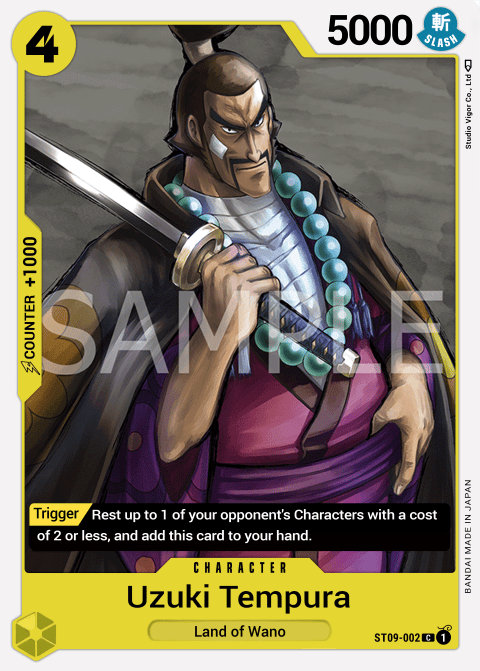 4
5000
斬
SLASH
Studio Vigor Co., Ltd
COUNTER +1000
SAMPLE
Trigger Rest up to 1 of your opponent's Characters with a cost
of 2 or less, and add this card to your hand.
CHARACTER
Uzuki Tempura
Land of Wano
ST09-002 C 1
BANDAI MADE IN JAPAN